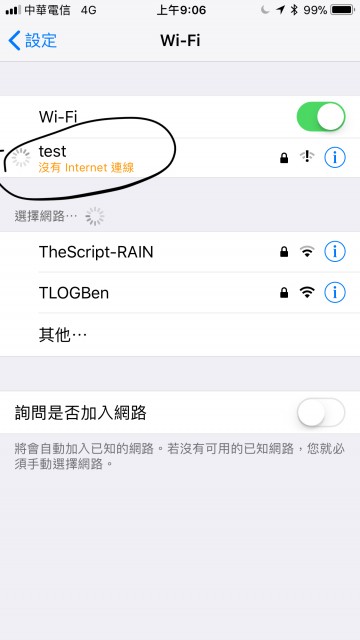 中華電信 4G 上午9:06 99%
設定 Wi-Fi
Wi-Fi
test
沒有 Internet 連線
選擇網路⋯
TheScript-RAIN
TLOGBen
其他⋯
詢問是否加入網路
將會自動加入已知的網路。若沒有可用的已知網路，您就必
須手動選擇網路。